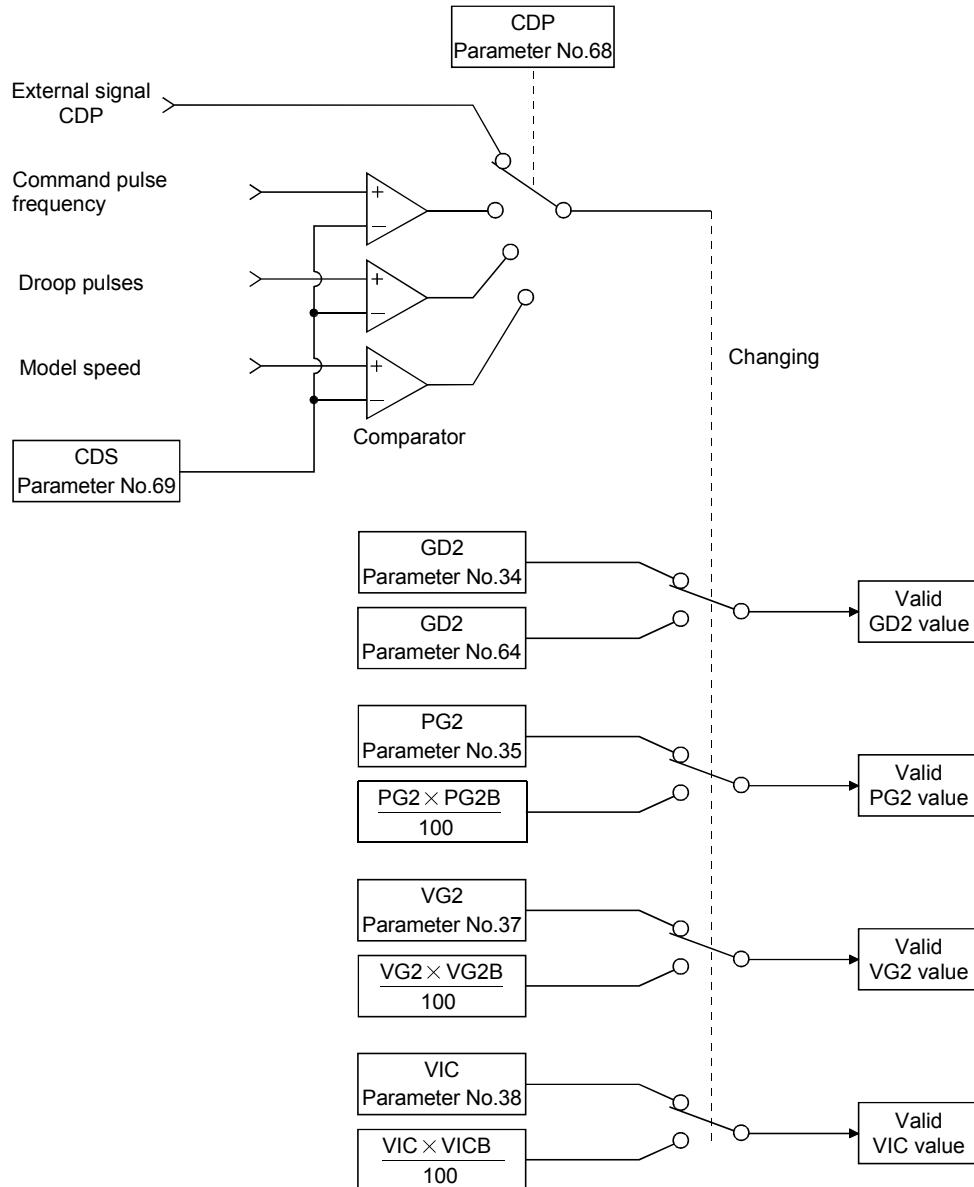 CDP
Parameter No.68
External signal
CDP
Command pulse
frequency
+
−
Droop pulses
+
−
Model speed
+
−
Changing
Comparator
CDS
Parameter No.69
GD2
Parameter No.34
GD2
Parameter No.64
Valid
GD2 value
PG2
Parameter No.35
PG2 × PG2B
100
Valid
PG2 value
VG2
Parameter No.37
VG2 × VG2B
100
Valid
VG2 value
VIC
Parameter No.38
VIC × VICB
100
Valid
VIC value